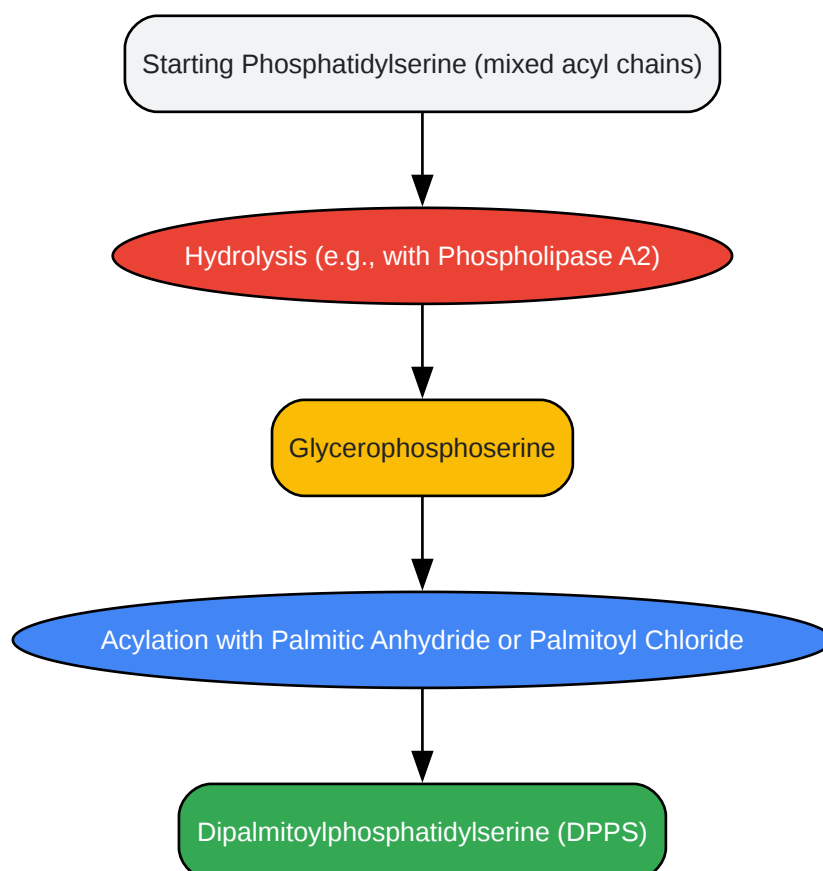 Starting Phosphatidylserine (mixed acyl chains)
Hydrolysis (e.g., with Phospholipase A2)
Glycerophosphoserine
Acylation with Palmitic Anhydride or Palmitoyl Chloride
Dipalmitoylphosphatidylserine (DPPS)